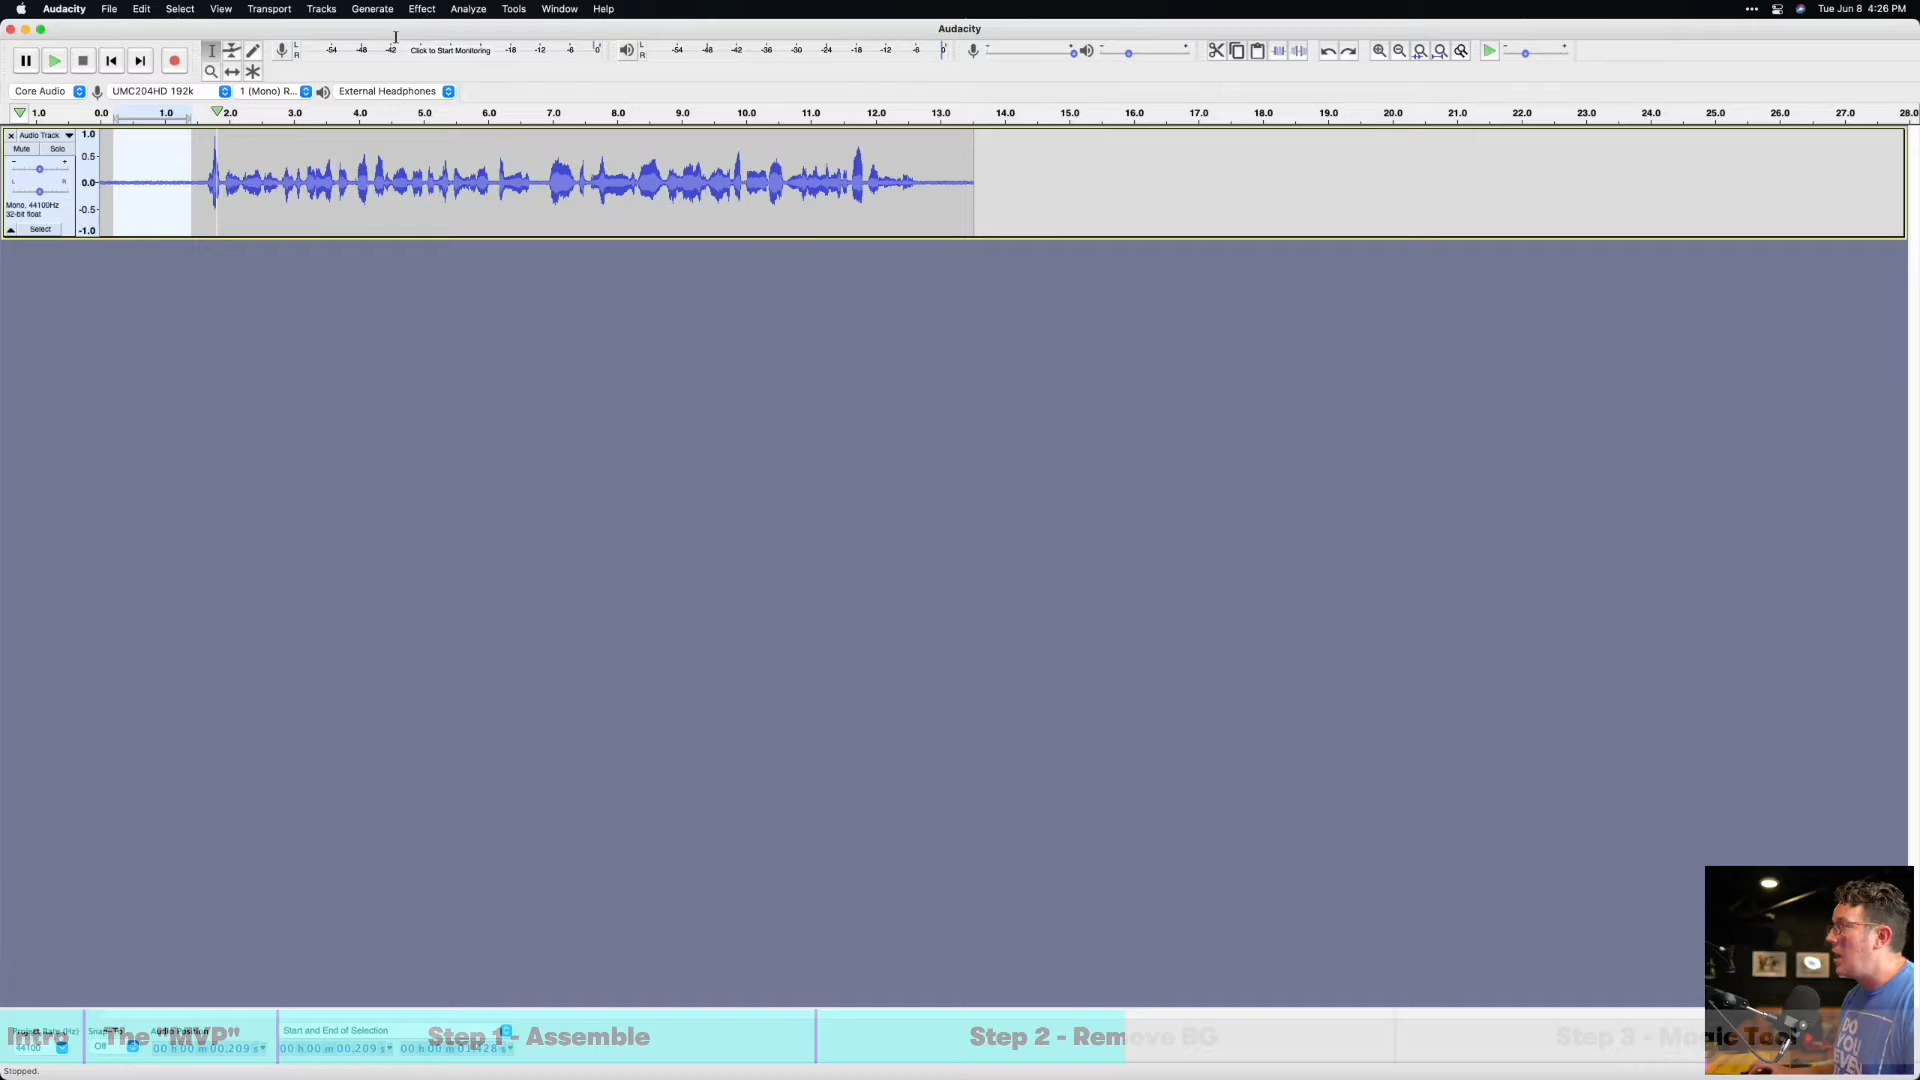 Audacity File Edit Select View Transport Tracks Generate Effect Analyze Tools Window Help Tue Jun 8 4:26 PM
Audacity
L R -54 -48 -42 Click to Start Monitoring -18 -12 -6 0 L R -54 -48 -42 -36 -30 -24 -18 -12 -6 0
Core Audio UMC204HD 192k 1 (Mono) R... External Headphones
1.0 0.0 1.0 2.0 3.0 4.0 5.0 6.0 7.0 8.0 9.0 10.0 11.0 12.0 13.0 14.0 15.0 16.0 17.0 18.0 19.0 20.0 21.0 22.0 23.0 24.0 25.0 26.0 27.0 28.0
Audio Track 1.0
Mute Solo
0.5
L R 0.0
Mono, 44100Hz
32-bit float -0.5
Select -1.0
Project Rate (Hz) Snap-To Audio Position Start and End of Selection
Intro The "MVP" Step 1 - Assemble Step 2 - Remove BG Step 3 - Magic Tool
44100 Off 00 h 00 m 00.209 s 00 h 00 m 00.209 s 00 h 00 m 01.428 s
DO
YOU
EVE
Stopped.